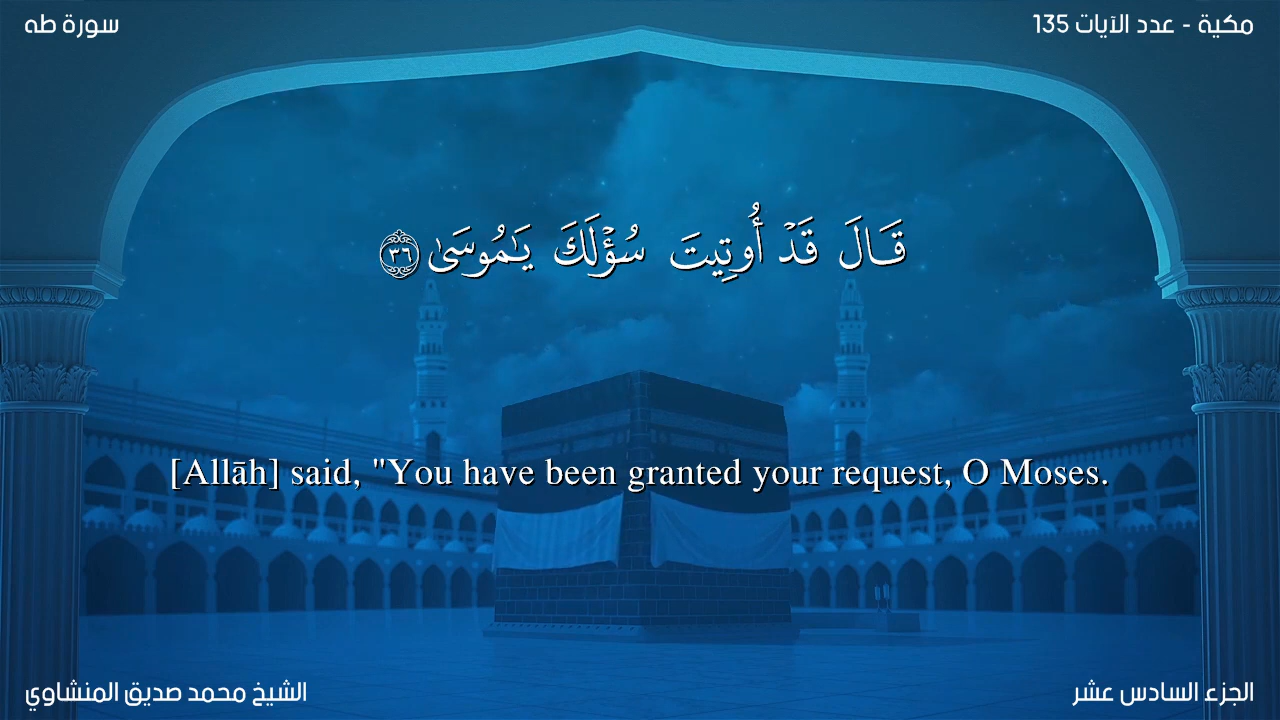 سورة طه
مكية - عدد الآيات 135
قَالَ قَدْ أُوتِيتَ سُؤْلَكَ يَـٰمُوسَىٰ ٣٦
[Allāh] said, "You have been granted your request, O Moses.
الشيخ محمد صديق المنشاوي
الجزء السادس عشر